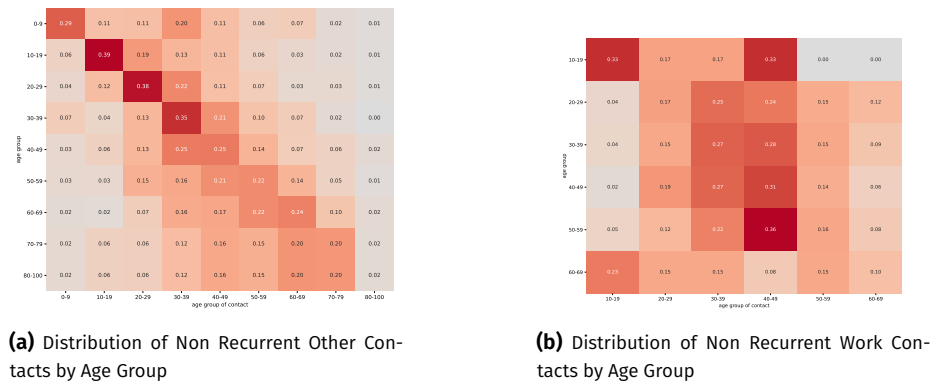 0-9 0.29 0.11 0.11 0.20 0.11 0.06 0.07 0.02 0.01
10-19 0.06 0.39 0.19 0.13 0.11 0.06 0.03 0.02 0.01
20-29 0.04 0.12 0.38 0.22 0.11 0.07 0.03 0.03 0.01
30-39 0.07 0.04 0.13 0.35 0.21 0.10 0.07 0.02 0.00
40-49 0.03 0.06 0.13 0.25 0.25 0.14 0.07 0.06 0.02
50-59 0.03 0.03 0.15 0.16 0.21 0.22 0.14 0.05 0.01
60-69 0.02 0.02 0.07 0.16 0.17 0.22 0.24 0.10 0.02
70-79 0.02 0.06 0.06 0.12 0.16 0.15 0.20 0.20 0.02
80-100 0.02 0.06 0.06 0.12 0.16 0.15 0.20 0.20 0.02
age group
0-9 10-19 20-29 30-39 40-49 50-59 60-69 70-79 80-100
age group of contact
(a) Distribution of Non Recurrent Other Con-
tacts by Age Group
10-19 0.33 0.17 0.17 0.33 0.00 0.00
20-29 0.04 0.17 0.25 0.24 0.15 0.12
30-39 0.04 0.15 0.27 0.28 0.15 0.09
40-49 0.02 0.19 0.27 0.31 0.14 0.06
50-59 0.05 0.12 0.22 0.36 0.16 0.08
60-69 0.23 0.15 0.15 0.08 0.15 0.10
age group
10-19 20-29 30-39 40-49 50-59 60-69
age group of contact
(b) Distribution of Non Recurrent Work Con-
tacts by Age Group